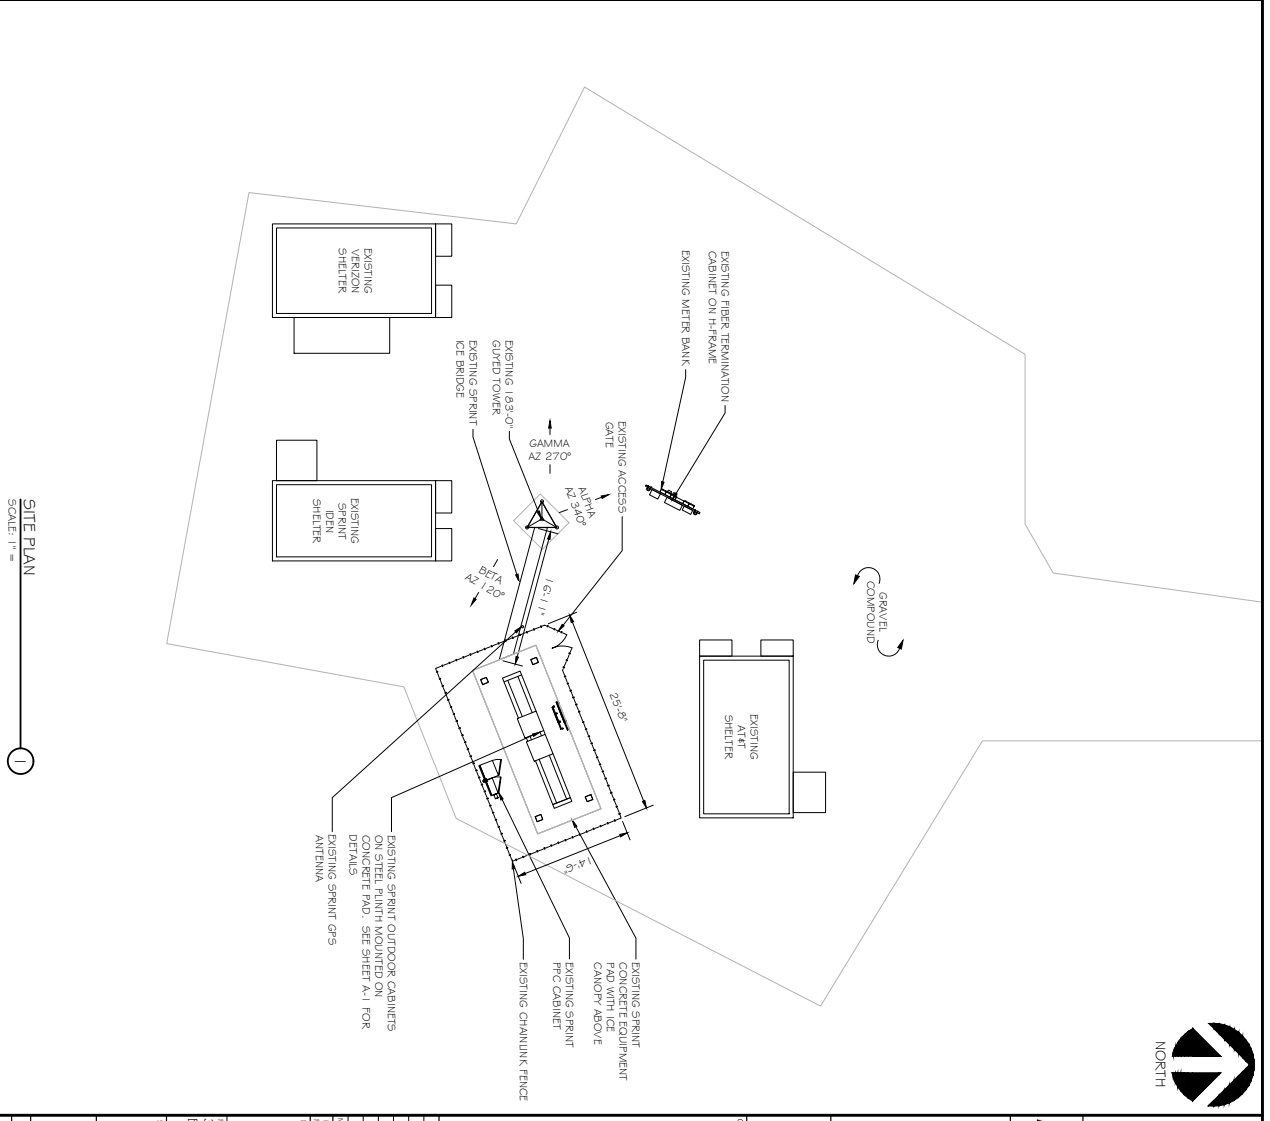 EXISTING FIBER TERMINATION
CABINET ON H-FRAME
EXISTING METER BANK
EXISTING
VERIZON
SHELTER
EXISTING 183'-0"
GUYED TOWER
EXISTING SPRINT
ICE BRIDGE
GAMMA
AZ 270°
ALPHA
AZ 340°
BETA
AZ 120°
EXISTING ACCESS
GATE
EXISTING
SPRINT
IDEN
SHELTER
16'-11"
25'-8"
14'-6"
GRAVEL
COMPOUND
EXISTING
AT&T
SHELTER
EXISTING SPRINT
CONCRETE EQUIPMENT
PAD WITH ICE
CANOPY ABOVE
EXISTING SPRINT
PPC CABINET
EXISTING CHAINLINK FENCE
EXISTING SPRINT OUTDOOR CABINETS
ON STEEL PLINTH MOUNTED ON
CONCRETE PAD. SEE SHEET A-1 FOR
DETAILS
EXISTING SPRINT GPS
ANTENNA
NORTH
SITE PLAN
SCALE: 1" =
1